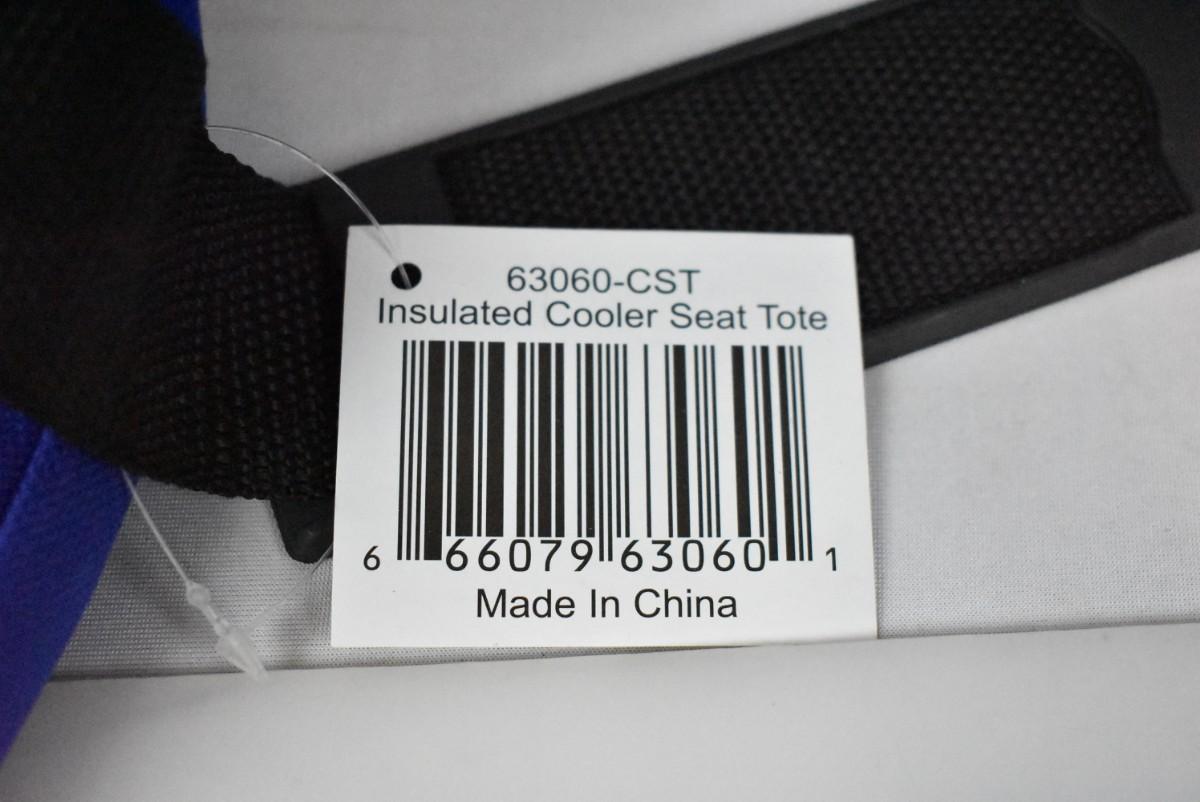 63060-CST
Insulated Cooler Seat Tote
6 66079 63060 1
Made In China